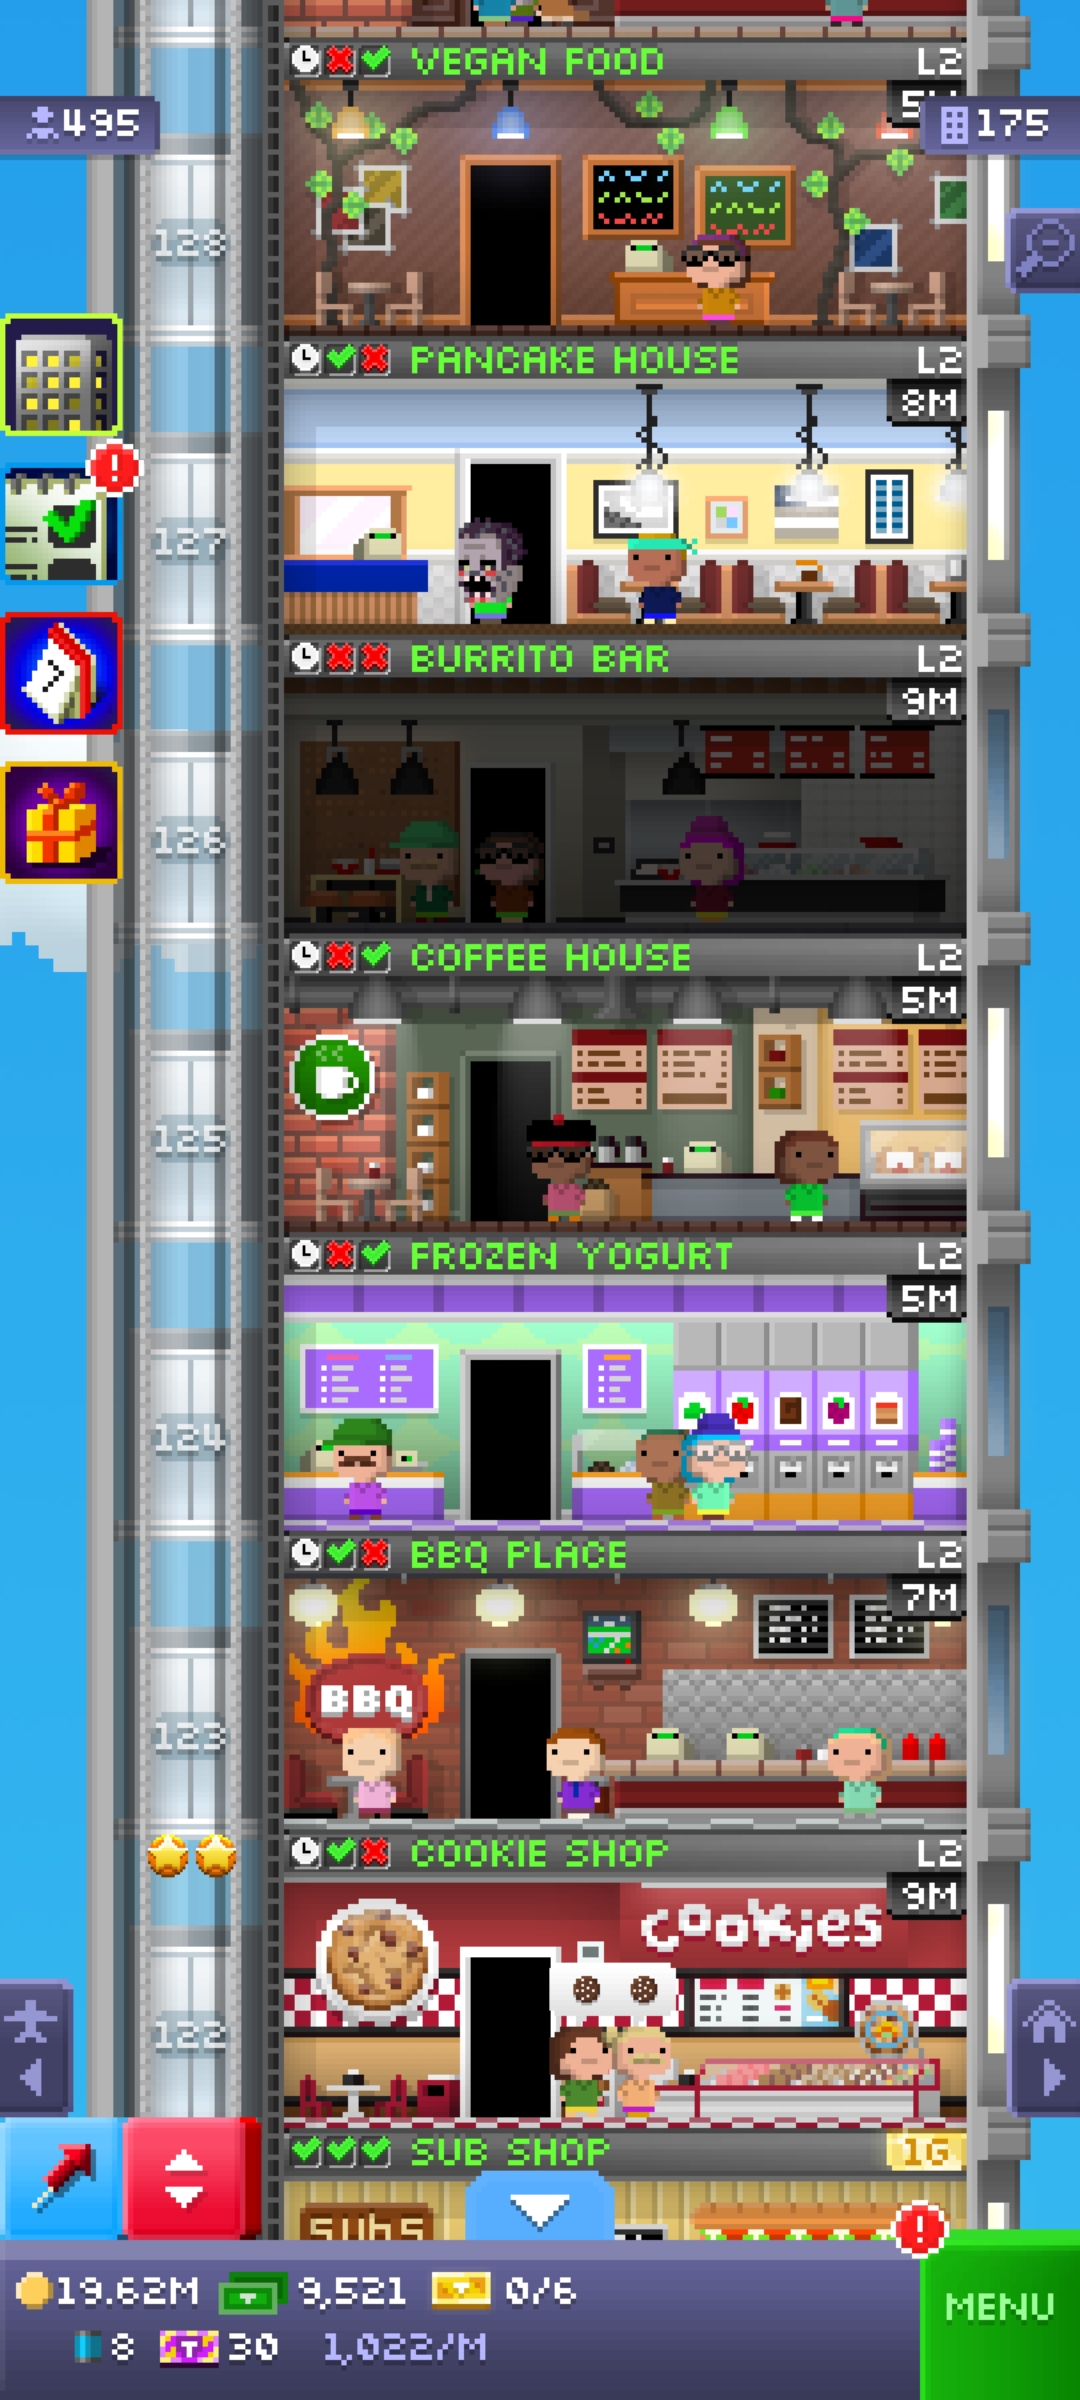 VEGAN FOOD L2
495
175
128
PANCAKE HOUSE L2
8M
127
BURRITO BAR L2
9M
126
COFFEE HOUSE L2
5M
125
FROZEN YOGURT L2
5M
124
BBQ PLACE L2
7M
BBQ
123
COOKIE SHOP L2
9M
cookies
122
SUB SHOP 1G
subs
19.62M 9,521 0/6
MENU
8 T 30 1,022/M